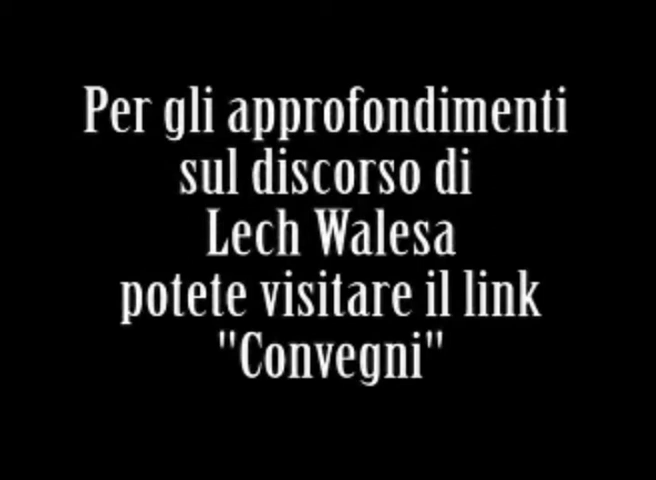 Per gli approfondimenti
sul discorso di
Lech Walesa
potete visitare il link
"Convegni"